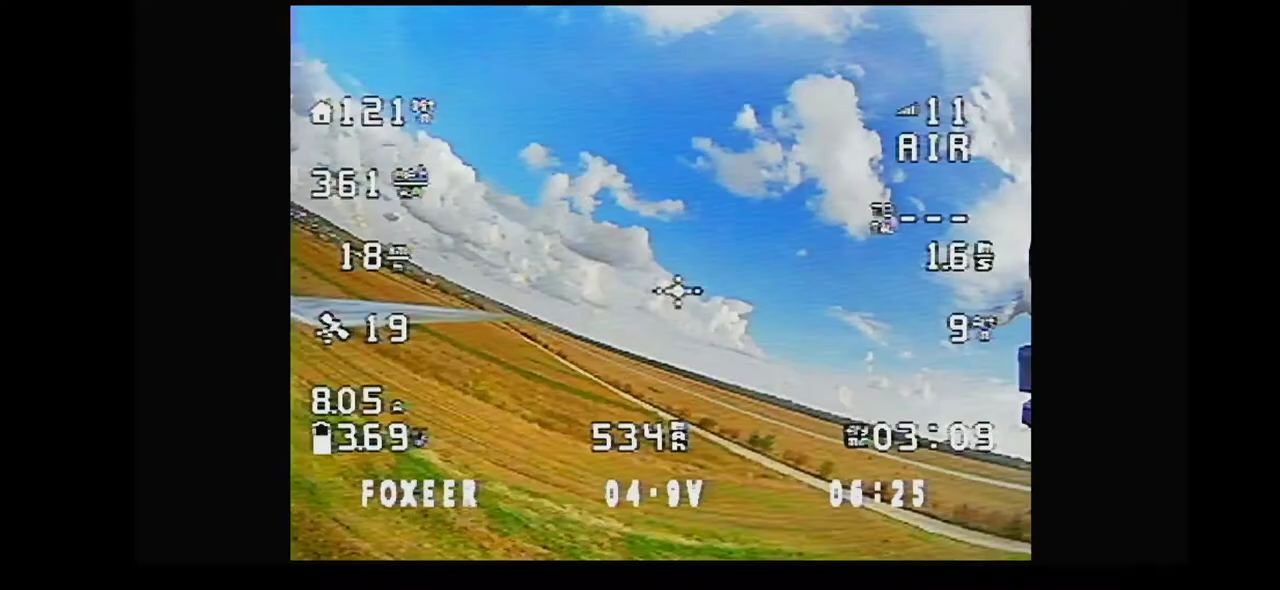 121 11
AIR
361
---
18 1.6 M/S
19 9
8.05 A
3.69 V 534 03:09
FOXEER 04.9V 06:25